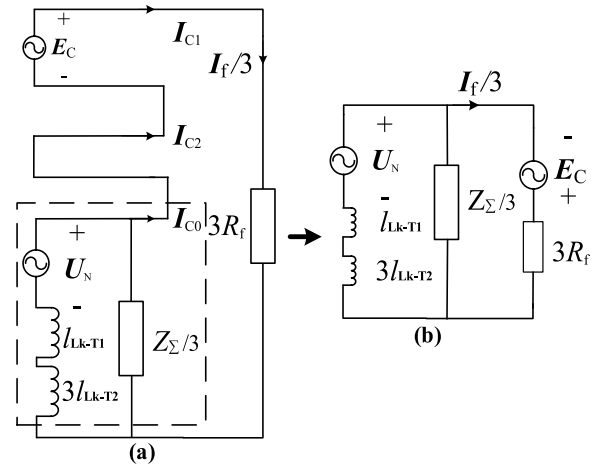 +
E_C
-
I_C1
I_f/3
I_C2
I_C0
+
U_N
-
l_Lk-T1
3l_Lk-T2
Z_Σ/3
3R_f
(a)
I_f/3
+
U_N
-
l_Lk-T1
3l_Lk-T2
Z_Σ/3
-
E_C
+
3R_f
(b)